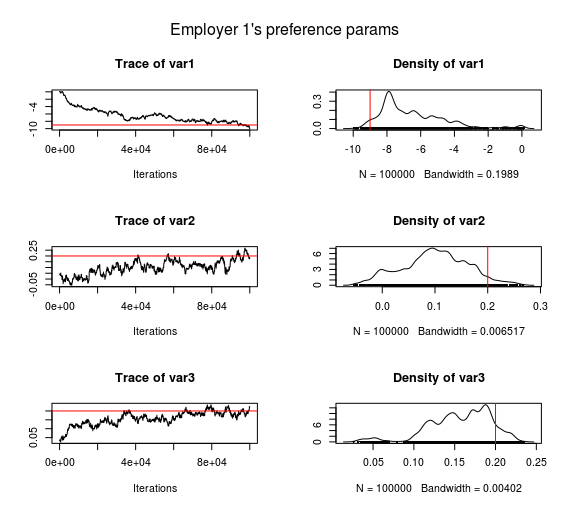 Employer 1's preference params
Trace of var1
-10 -4
0e+00 4e+04 8e+04
Iterations
Density of var1
0.0 0.3
-10 -8 -6 -4 -2 0
N = 100000 Bandwidth = 0.1989
Trace of var2
-0.05 0.25
0e+00 4e+04 8e+04
Iterations
Density of var2
0 3 6
0.0 0.1 0.2 0.3
N = 100000 Bandwidth = 0.006517
Trace of var3
0.05
0e+00 4e+04 8e+04
Iterations
Density of var3
0 6
0.05 0.10 0.15 0.20 0.25
N = 100000 Bandwidth = 0.00402